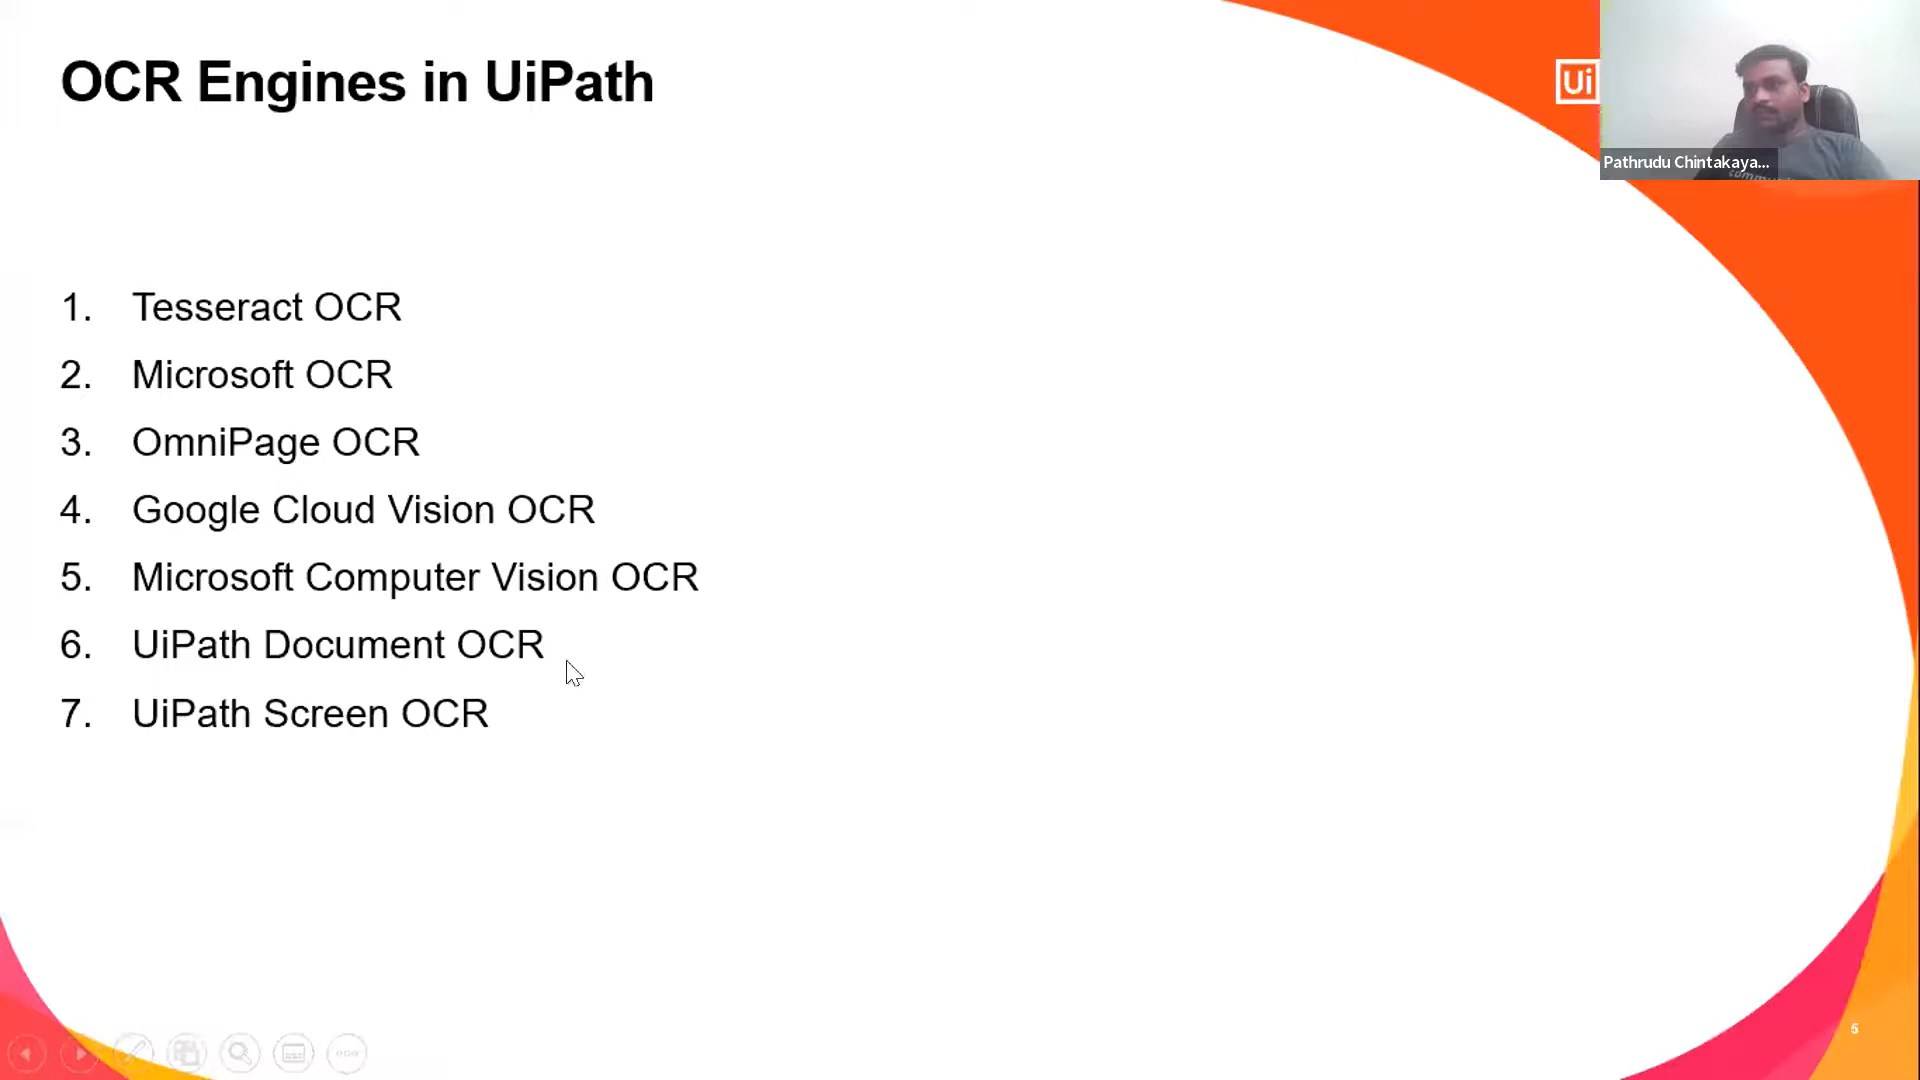 OCR Engines in UiPath
Ui
Pathrudu Chintakaya...
1. Tesseract OCR
2. Microsoft OCR
3. OmniPage OCR
4. Google Cloud Vision OCR
5. Microsoft Computer Vision OCR
6. UiPath Document OCR
7. UiPath Screen OCR
5